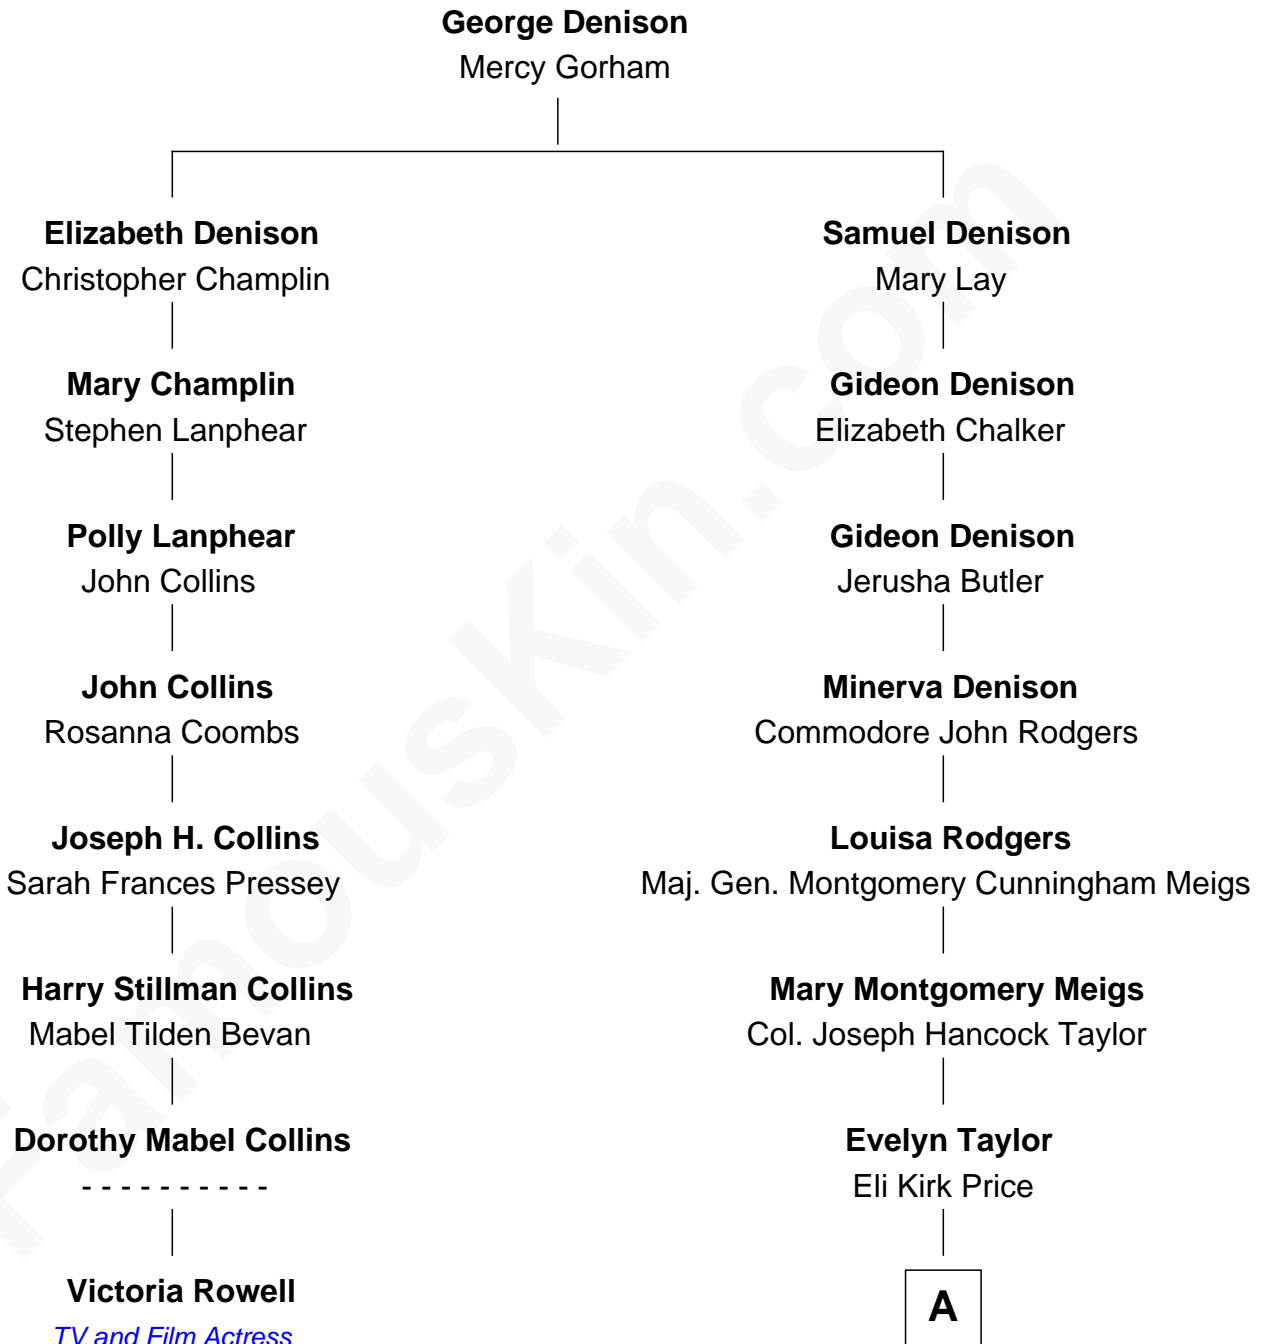 George Denison
Mercy Gorham
Elizabeth Denison
Christopher Champlin
Samuel Denison
Mary Lay
Mary Champlin
Stephen Lanphear
Gideon Denison
Elizabeth Chalker
Polly Lanphear
John Collins
Gideon Denison
Jerusha Butler
John Collins
Rosanna Coombs
Minerva Denison
Commodore John Rodgers
Joseph H. Collins
Sarah Frances Pressey
Louisa Rodgers
Maj. Gen. Montgomery Cunningham Meigs
Harry Stillman Collins
Mabel Tilden Bevan
Mary Montgomery Meigs
Col. Joseph Hancock Taylor
Dorothy Mabel Collins
- - - - - - - - - -
Evelyn Taylor
Eli Kirk Price
Victoria Rowell
TV and Film Actress
A
FamousKin.com